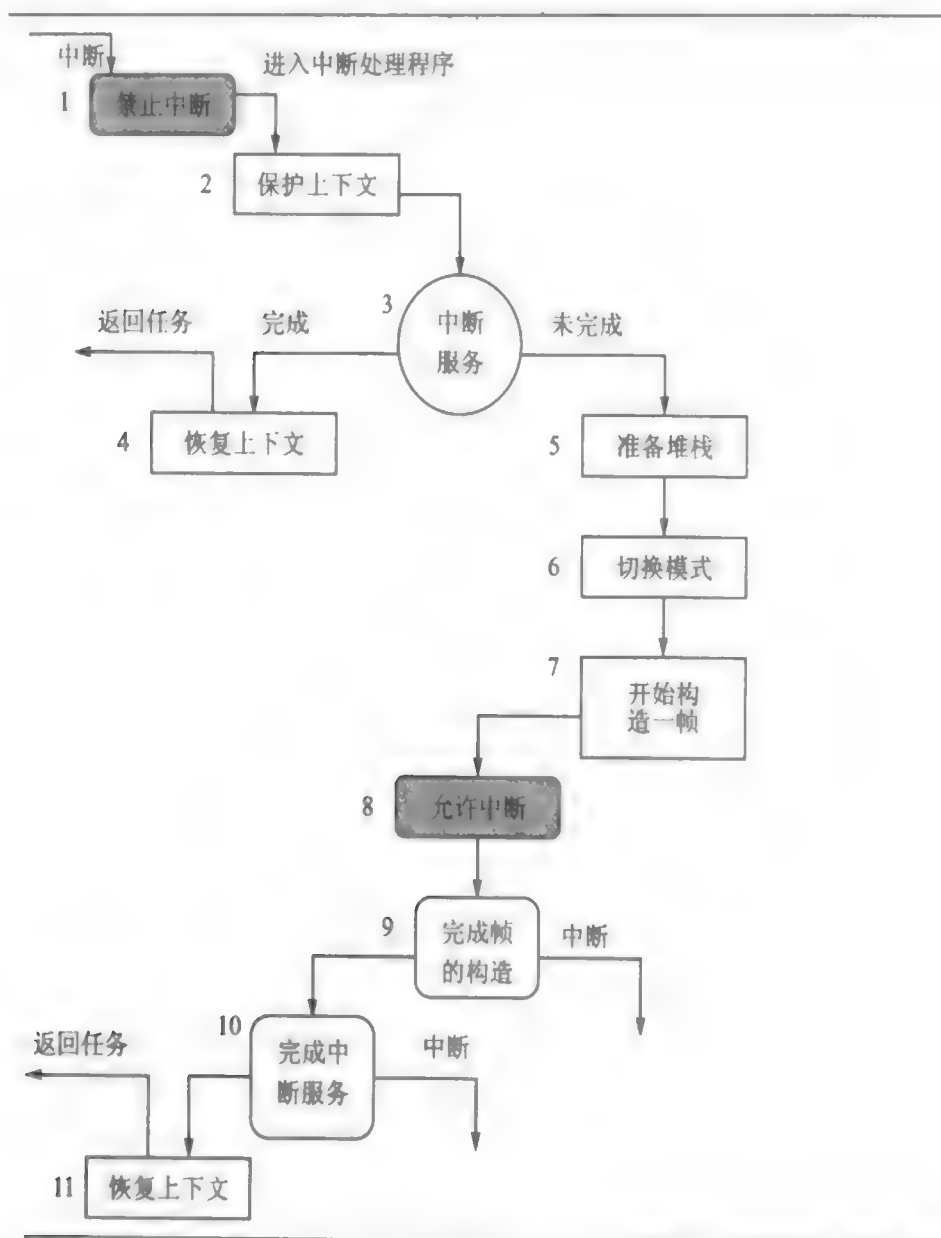 中断
进入中断处理程序
1
禁止中断
2
保护上下文
3
中断
服务
返回任务
完成
未完成
4
恢复上下文
5
准备堆栈
6
切换模式
7
开始构
造一帧
8
允许中断
9
完成帧
的构造
中断
10
完成中
断服务
中断
返回任务
11
恢复上下文